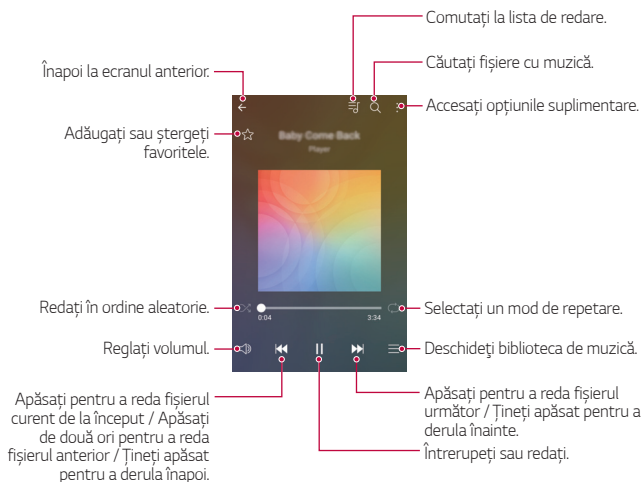 Comutați la lista de redare.
Căutați fișiere cu muzică.
Înapoi la ecranul anterior.
Accesați opțiunile suplimentare.
Adăugați sau ștergeți
favoritele.
Baby Come Back
Player
Redați în ordine aleatorie.
0:04
3:34
Selectați un mod de repetare.
Reglați volumul.
Deschideţi biblioteca de muzică.
Apăsați pentru a reda fișierul
curent de la început / Apăsați
de două ori pentru a reda
fișierul anterior / Țineți apăsat
pentru a derula înapoi.
Apăsați pentru a reda fișierul
următor / Țineți apăsat pentru a
derula înainte.
Întrerupeți sau redați.